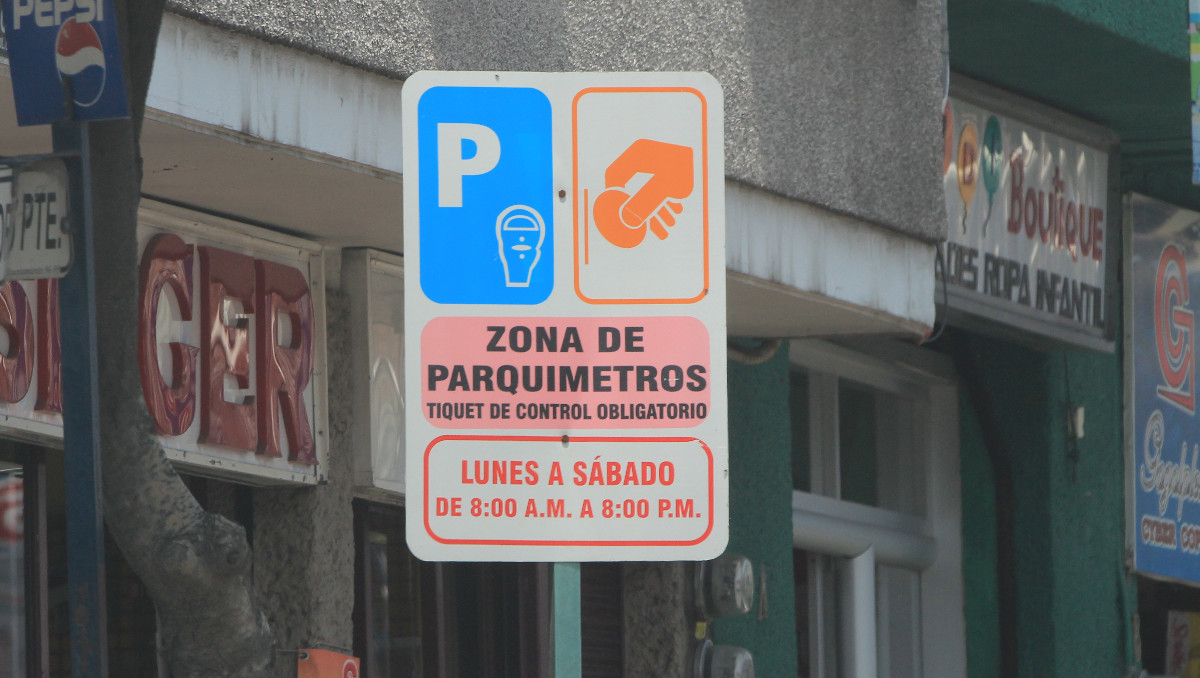 PEPSI
PTE.
GER
P
ZONA DE
PARQUIMETROS
TIQUET DE CONTROL OBLIGATORIO
LUNES A SÁBADO
DE 8:00 A.M. A 8:00 P.M.
Boutique
ROPA INFANTIL
CYBER